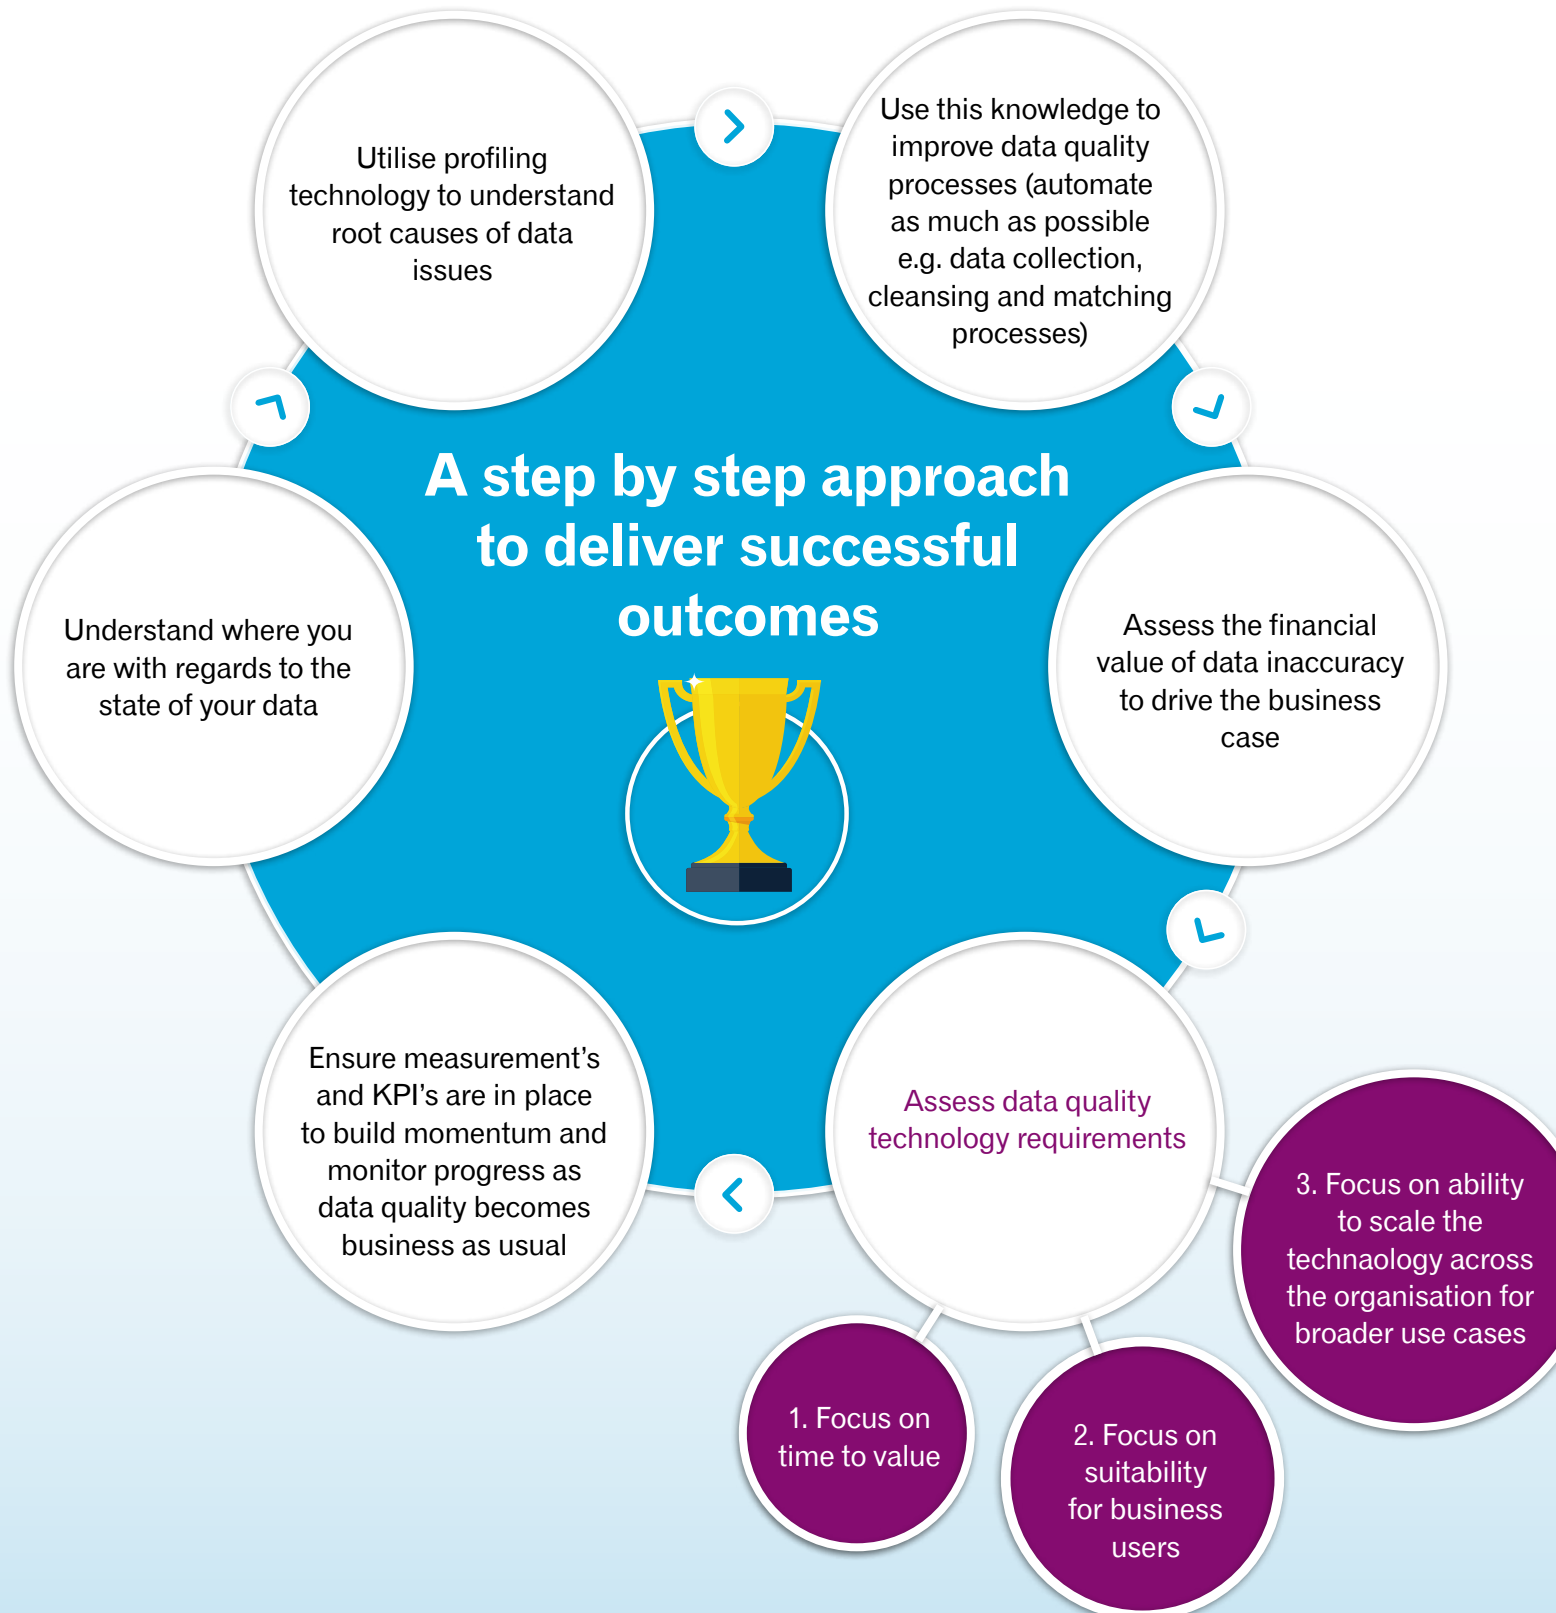 A step by step approach
to deliver successful
outcomes
Understand where you
are with regards to the
state of your data
Utilise profiling
technology to understand
root causes of data
issues
Use this knowledge to
improve data quality
processes (automate
as much as possible
e.g. data collection,
cleansing and matching
processes)
Assess the financial
value of data inaccuracy
to drive the business
case
Assess data quality
technology requirements
1. Focus on
time to value
2. Focus on
suitability
for business
users
3. Focus on ability
to scale the
technaology across
the organisation for
broader use cases
Ensure measurement's
and KPI's are in place
to build momentum and
monitor progress as
data quality becomes
business as usual